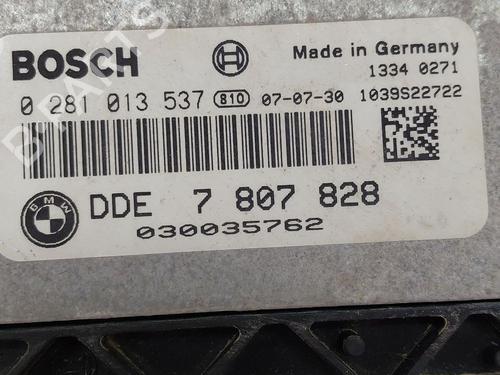 BOSCH
Made in Germany
1334 0271
0 281 013 537 810 07-07-30 1039S22722
BMW
DDE 7 807 828
030035762